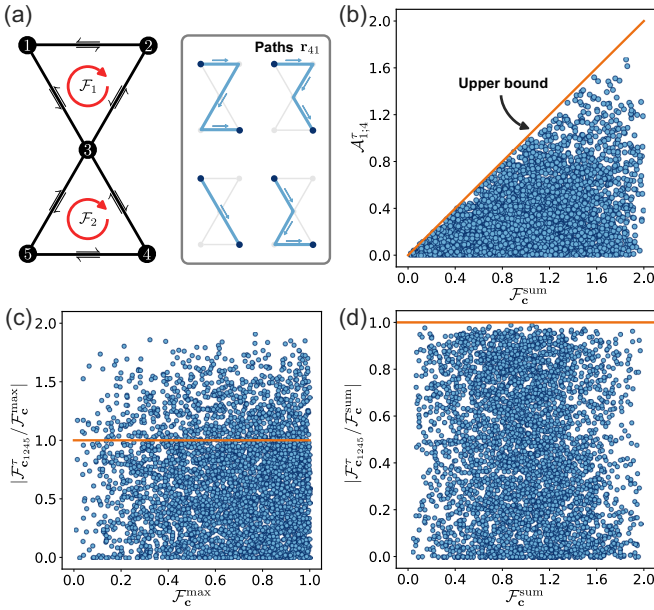 (a)
1
2
ℱ₁
3
ℱ₂
5
4
Paths r₄₁
(b)
𝒜^τ_{1;4}
2.0
1.6
1.2
0.8
0.4
0.0
Upper bound
0.0 0.4 0.8 1.2 1.6 2.0
ℱ_c^sum
(c)
|ℱ^τ_{c₁₂₄₅}/ℱ_c^max|
2.0
1.5
1.0
0.5
0.0
0.0 0.2 0.4 0.6 0.8 1.0
ℱ_c^max
(d)
|ℱ^τ_{c₁₂₄₅}/ℱ_c^sum|
1.0
0.8
0.6
0.4
0.2
0.0
0.0 0.4 0.8 1.2 1.6 2.0
ℱ_c^sum